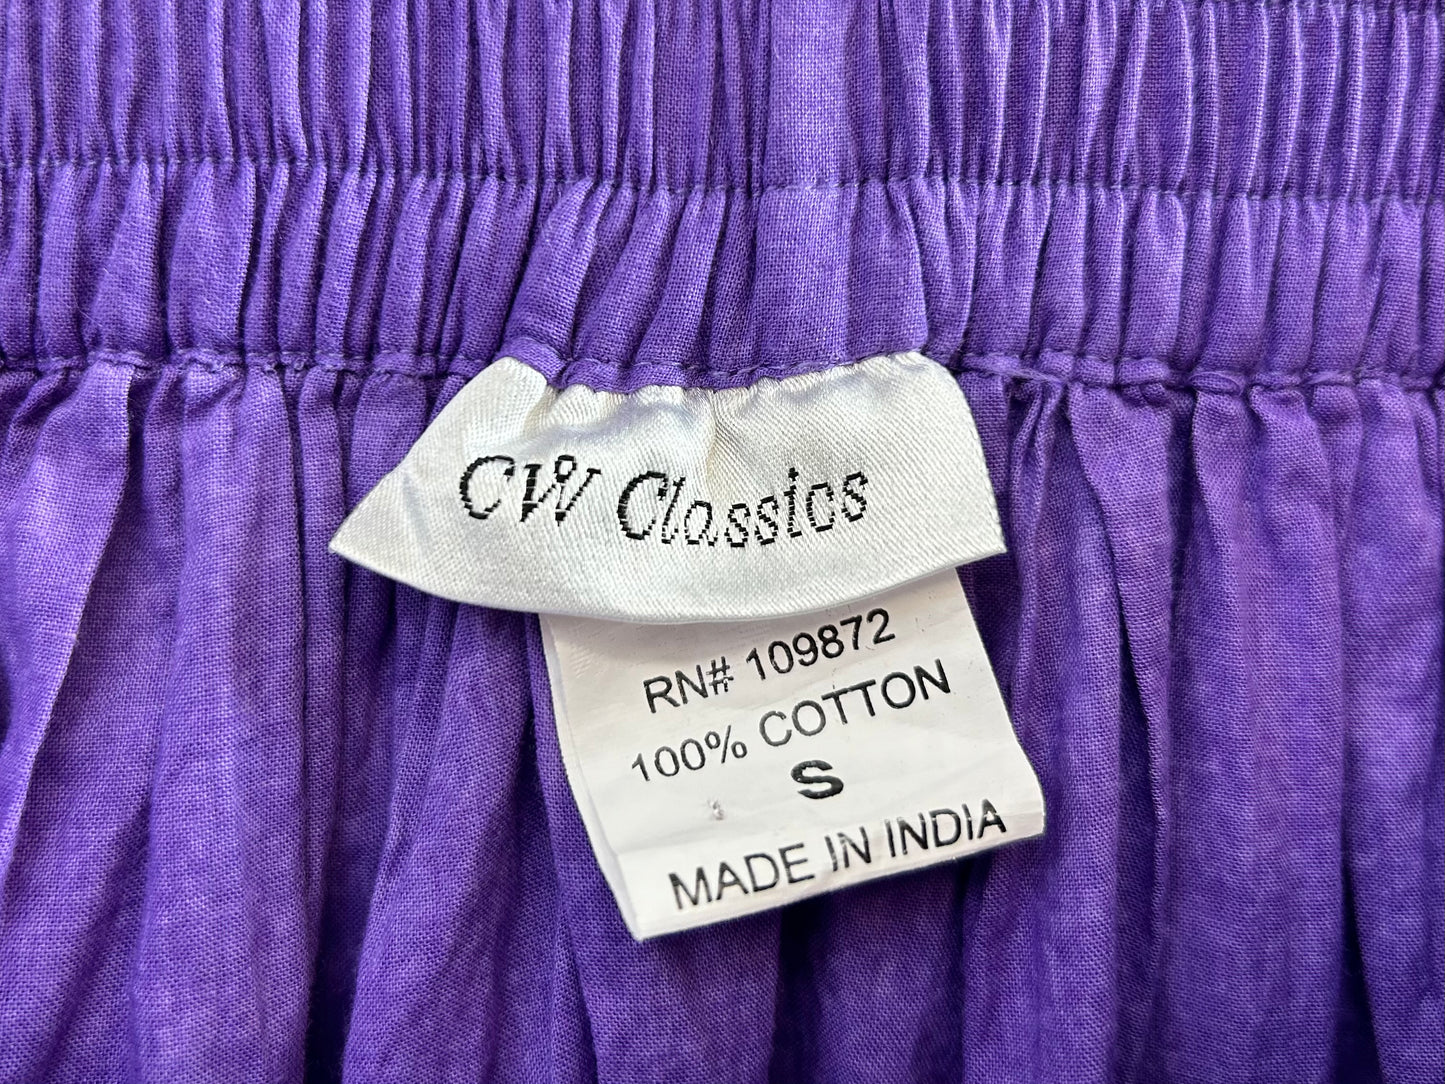 CW Classics
RN# 109872
100% COTTON
S
MADE IN INDIA